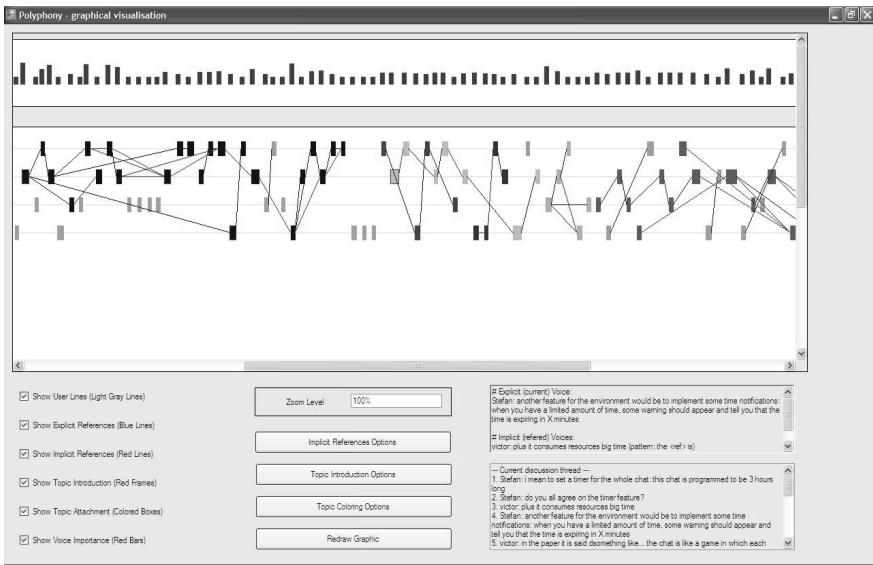 Polyphony - graphical visualisation
Show User Lines (Light Gray Lines)
Show Explicit References (Blue Lines)
Show Implicit References (Red Lines)
Show Topic Introduction (Red Frames)
Show Topic Attachment (Colored Boxes)
Show Voice Importance (Red Bars)
Zoom Level 100%
Implicit References Options
Topic Introduction Options
Topic Coloring Options
Redraw Graphic
# Explicit (current) Voice:
Stefan: another feature for the environment would be to implement some time notifications:
when you have a limited amount of time, some warning should appear and tell you that the
time is expiring in X minutes
# Implicit (refered) Voices:
victor: plus it consumes resources big time (pattern: the <ref> is)
--- Current discussion thread ---
1. Stefan: i mean to set a timer for the whole chat: this chat is programmed to be 3 hours
long
2. Stefan: do you all agree on the timer feature?
3. victor: plus it consumes resources big time
4. Stefan: another feature for the environment would be to implement some time
notifications: when you have a limited amount of time, some warning should appear and
tell you that the time is expiring in X minutes
5. victor: in the paper it is said dsomething like... the chat is like a game in which each